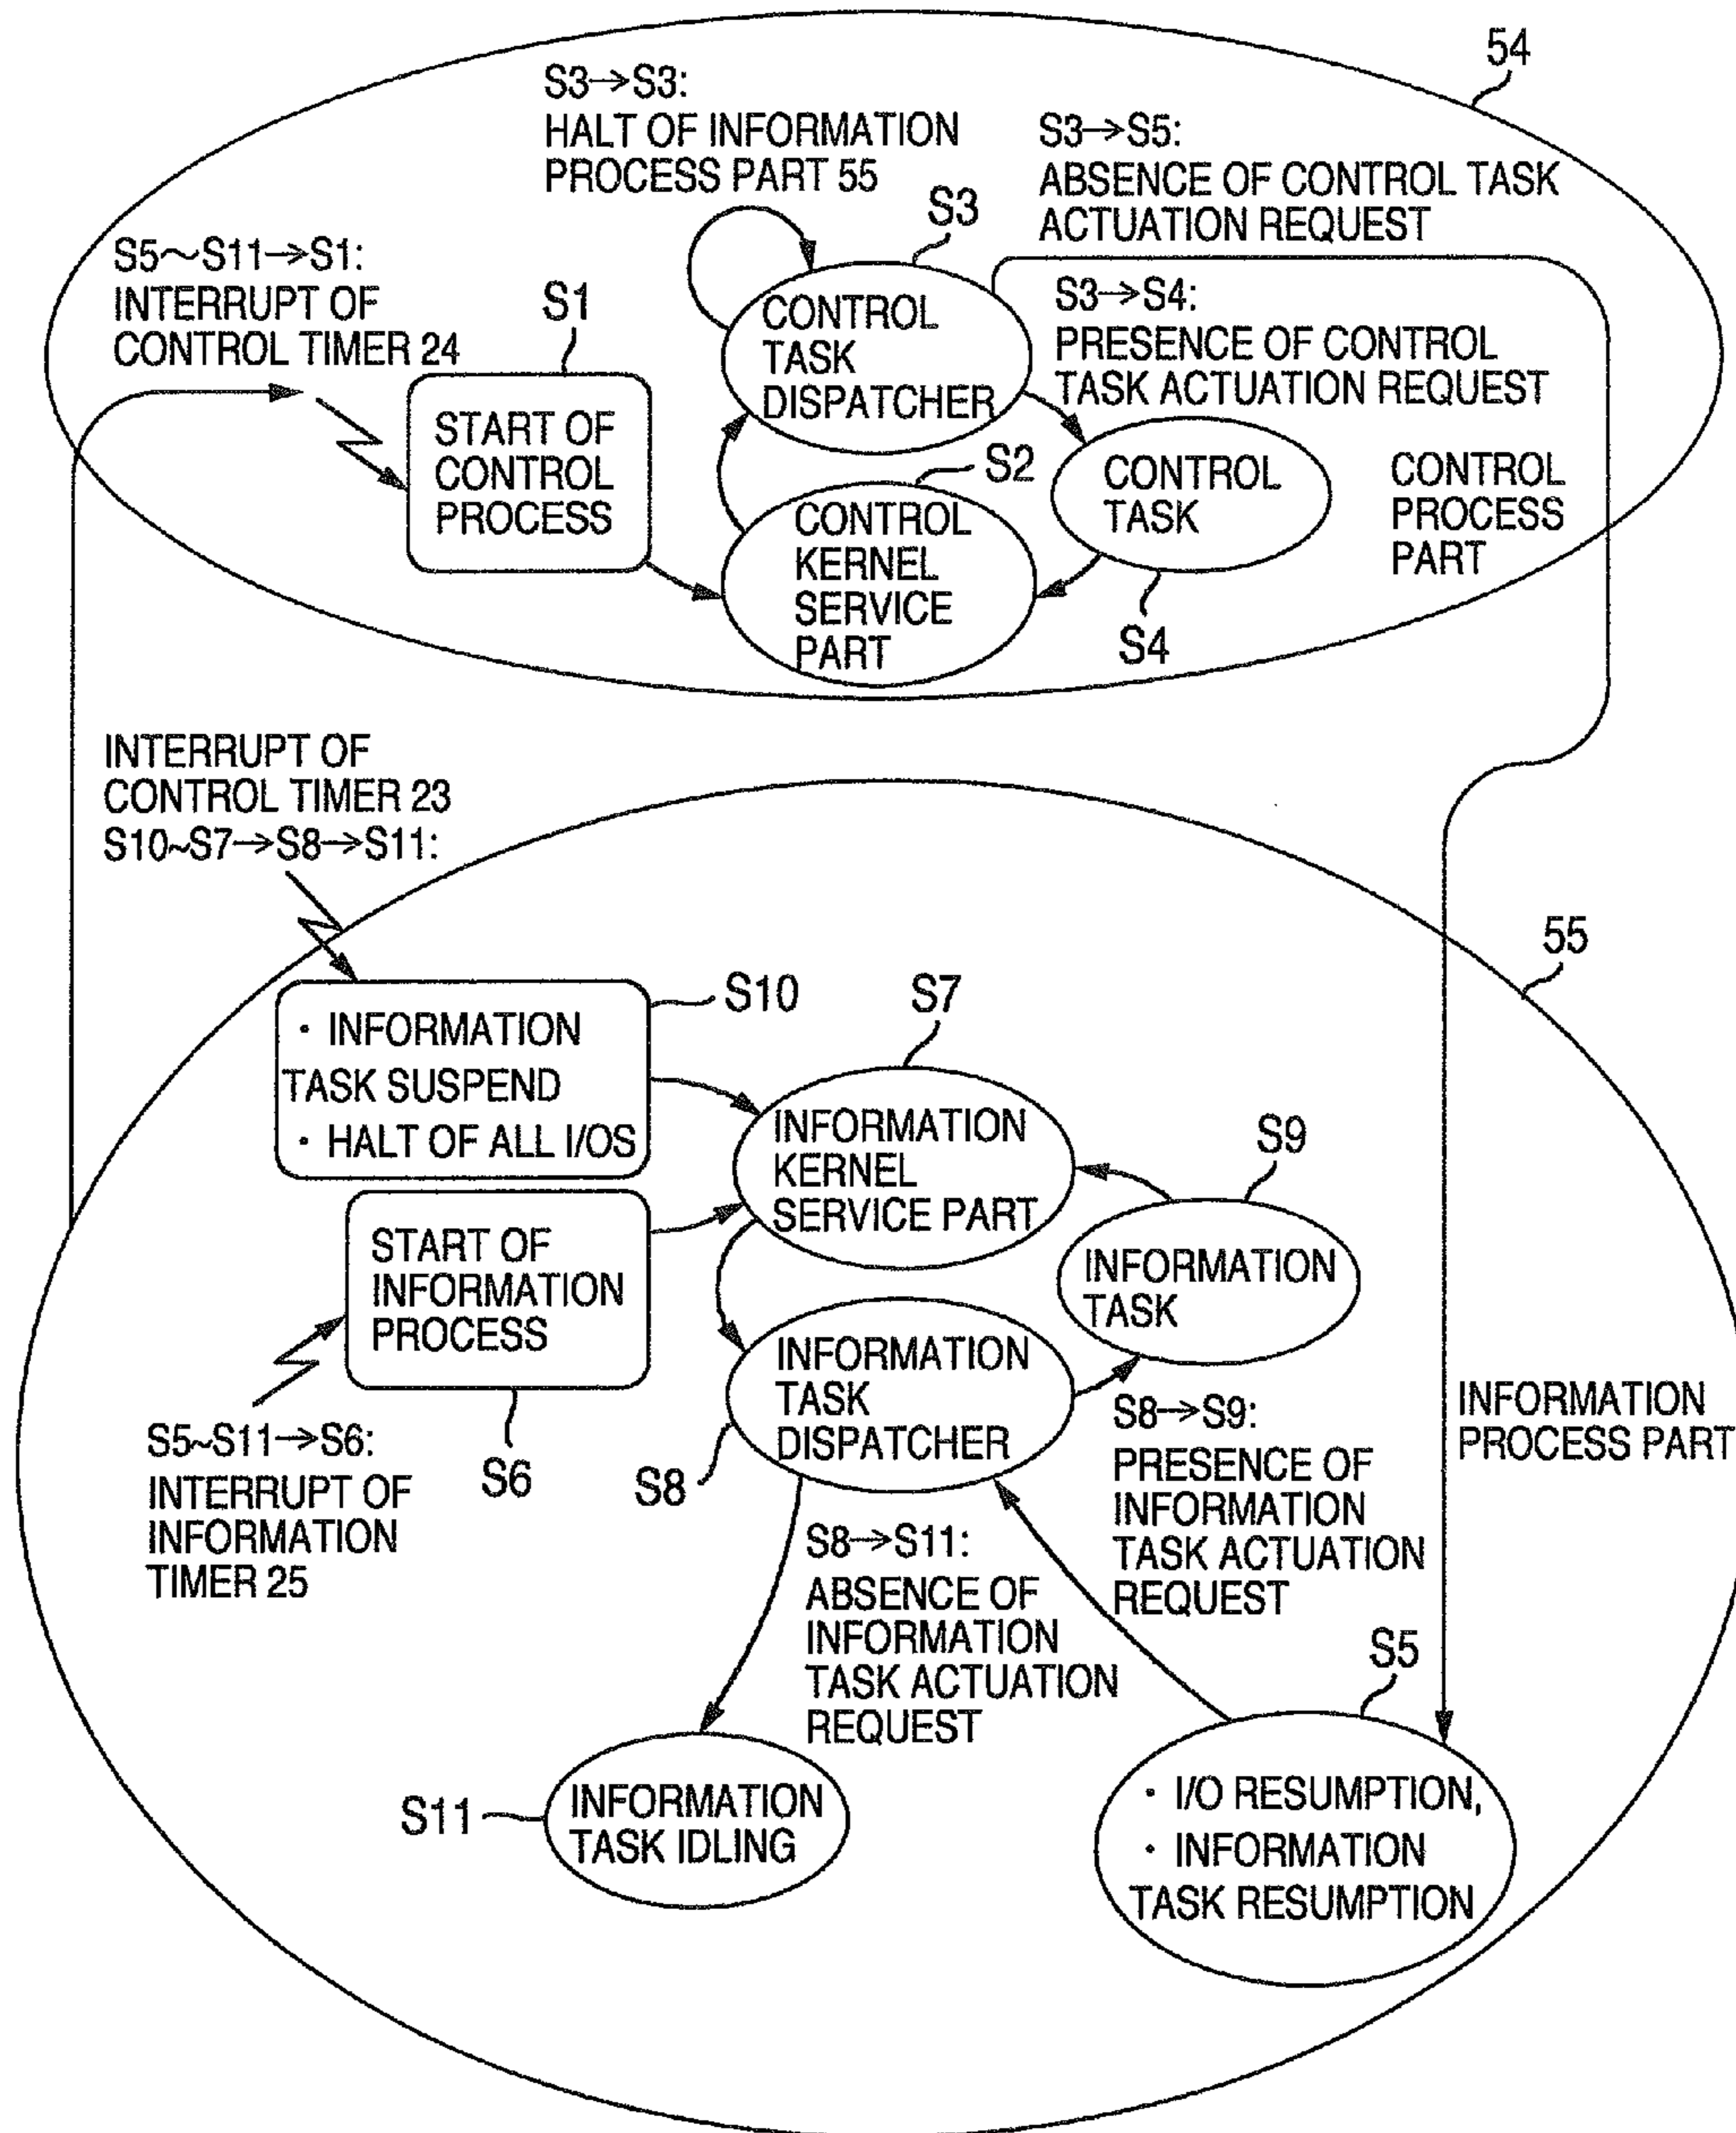 54
S3→S3:
HALT OF INFORMATION
PROCESS PART 55
S3→S5:
ABSENCE OF CONTROL TASK
ACTUATION REQUEST
S3
S5~S11→S1:
INTERRUPT OF
CONTROL TIMER 24
S1
CONTROL
TASK
DISPATCHER
S3→S4:
PRESENCE OF CONTROL
TASK ACTUATION REQUEST
START OF
CONTROL
PROCESS
S2
CONTROL
TASK
CONTROL
PROCESS
PART
CONTROL
KERNEL
SERVICE
PART
S4
INTERRUPT OF
CONTROL TIMER 23
S10~S7→S8→S11:
55
S10
S7
· INFORMATION
TASK SUSPEND
· HALT OF ALL I/OS
INFORMATION
KERNEL
SERVICE PART
S9
START OF
INFORMATION
PROCESS
INFORMATION
TASK
INFORMATION
TASK
DISPATCHER
S5~S11→S6:
INTERRUPT OF
INFORMATION
TIMER 25
S6
S8
S8→S9:
PRESENCE OF
INFORMATION
TASK ACTUATION
REQUEST
INFORMATION
PROCESS PART
S8→S11:
ABSENCE OF
INFORMATION
TASK ACTUATION
REQUEST
S5
S11
INFORMATION
TASK IDLING
· I/O RESUMPTION,
· INFORMATION
TASK RESUMPTION